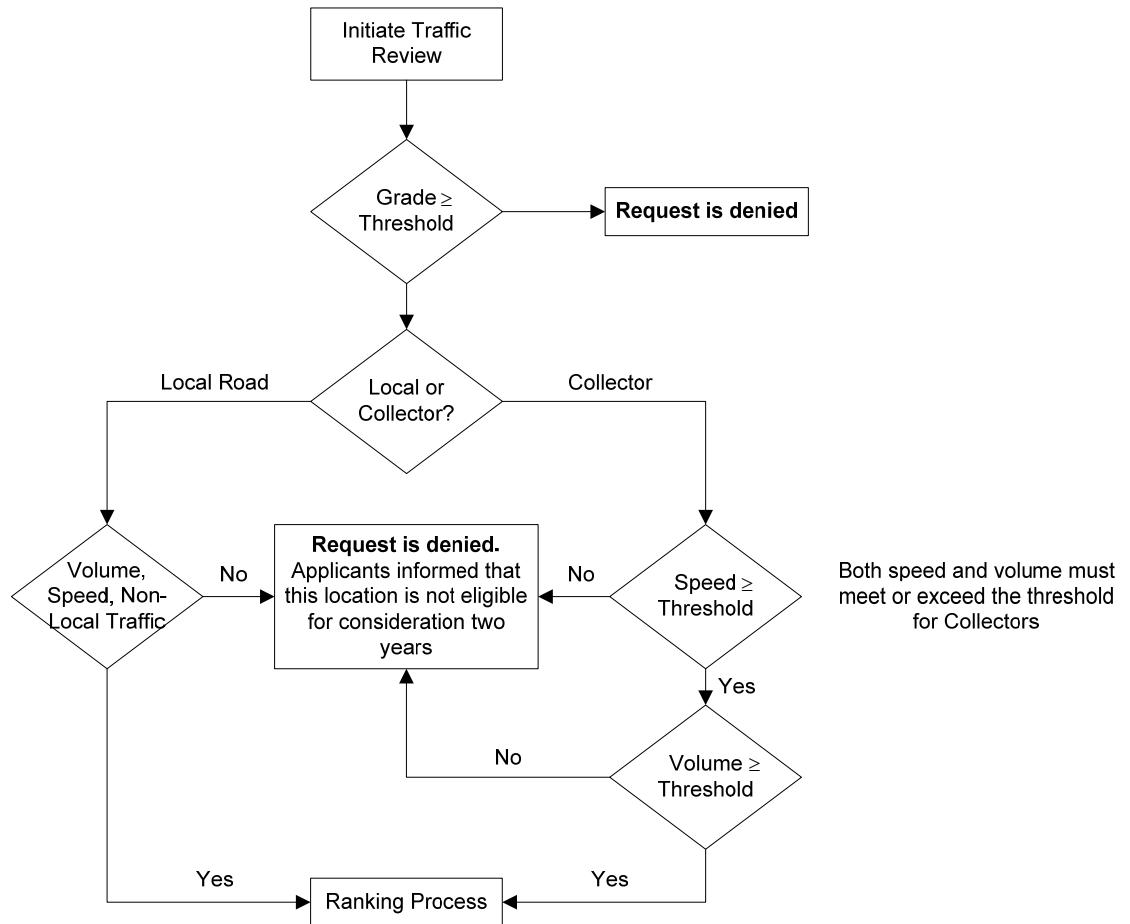 Initiate Traffic
Review
Grade ≥
Threshold
Request is denied
Local Road
Local or
Collector?
Collector
Volume,
Speed, Non-
Local Traffic
No
Request is denied.
Applicants informed that
this location is not eligible
for consideration two
years
No
Speed ≥
Threshold
Both speed and volume must
meet or exceed the threshold
for Collectors
Yes
No
Volume ≥
Threshold
Yes
Ranking Process
Yes